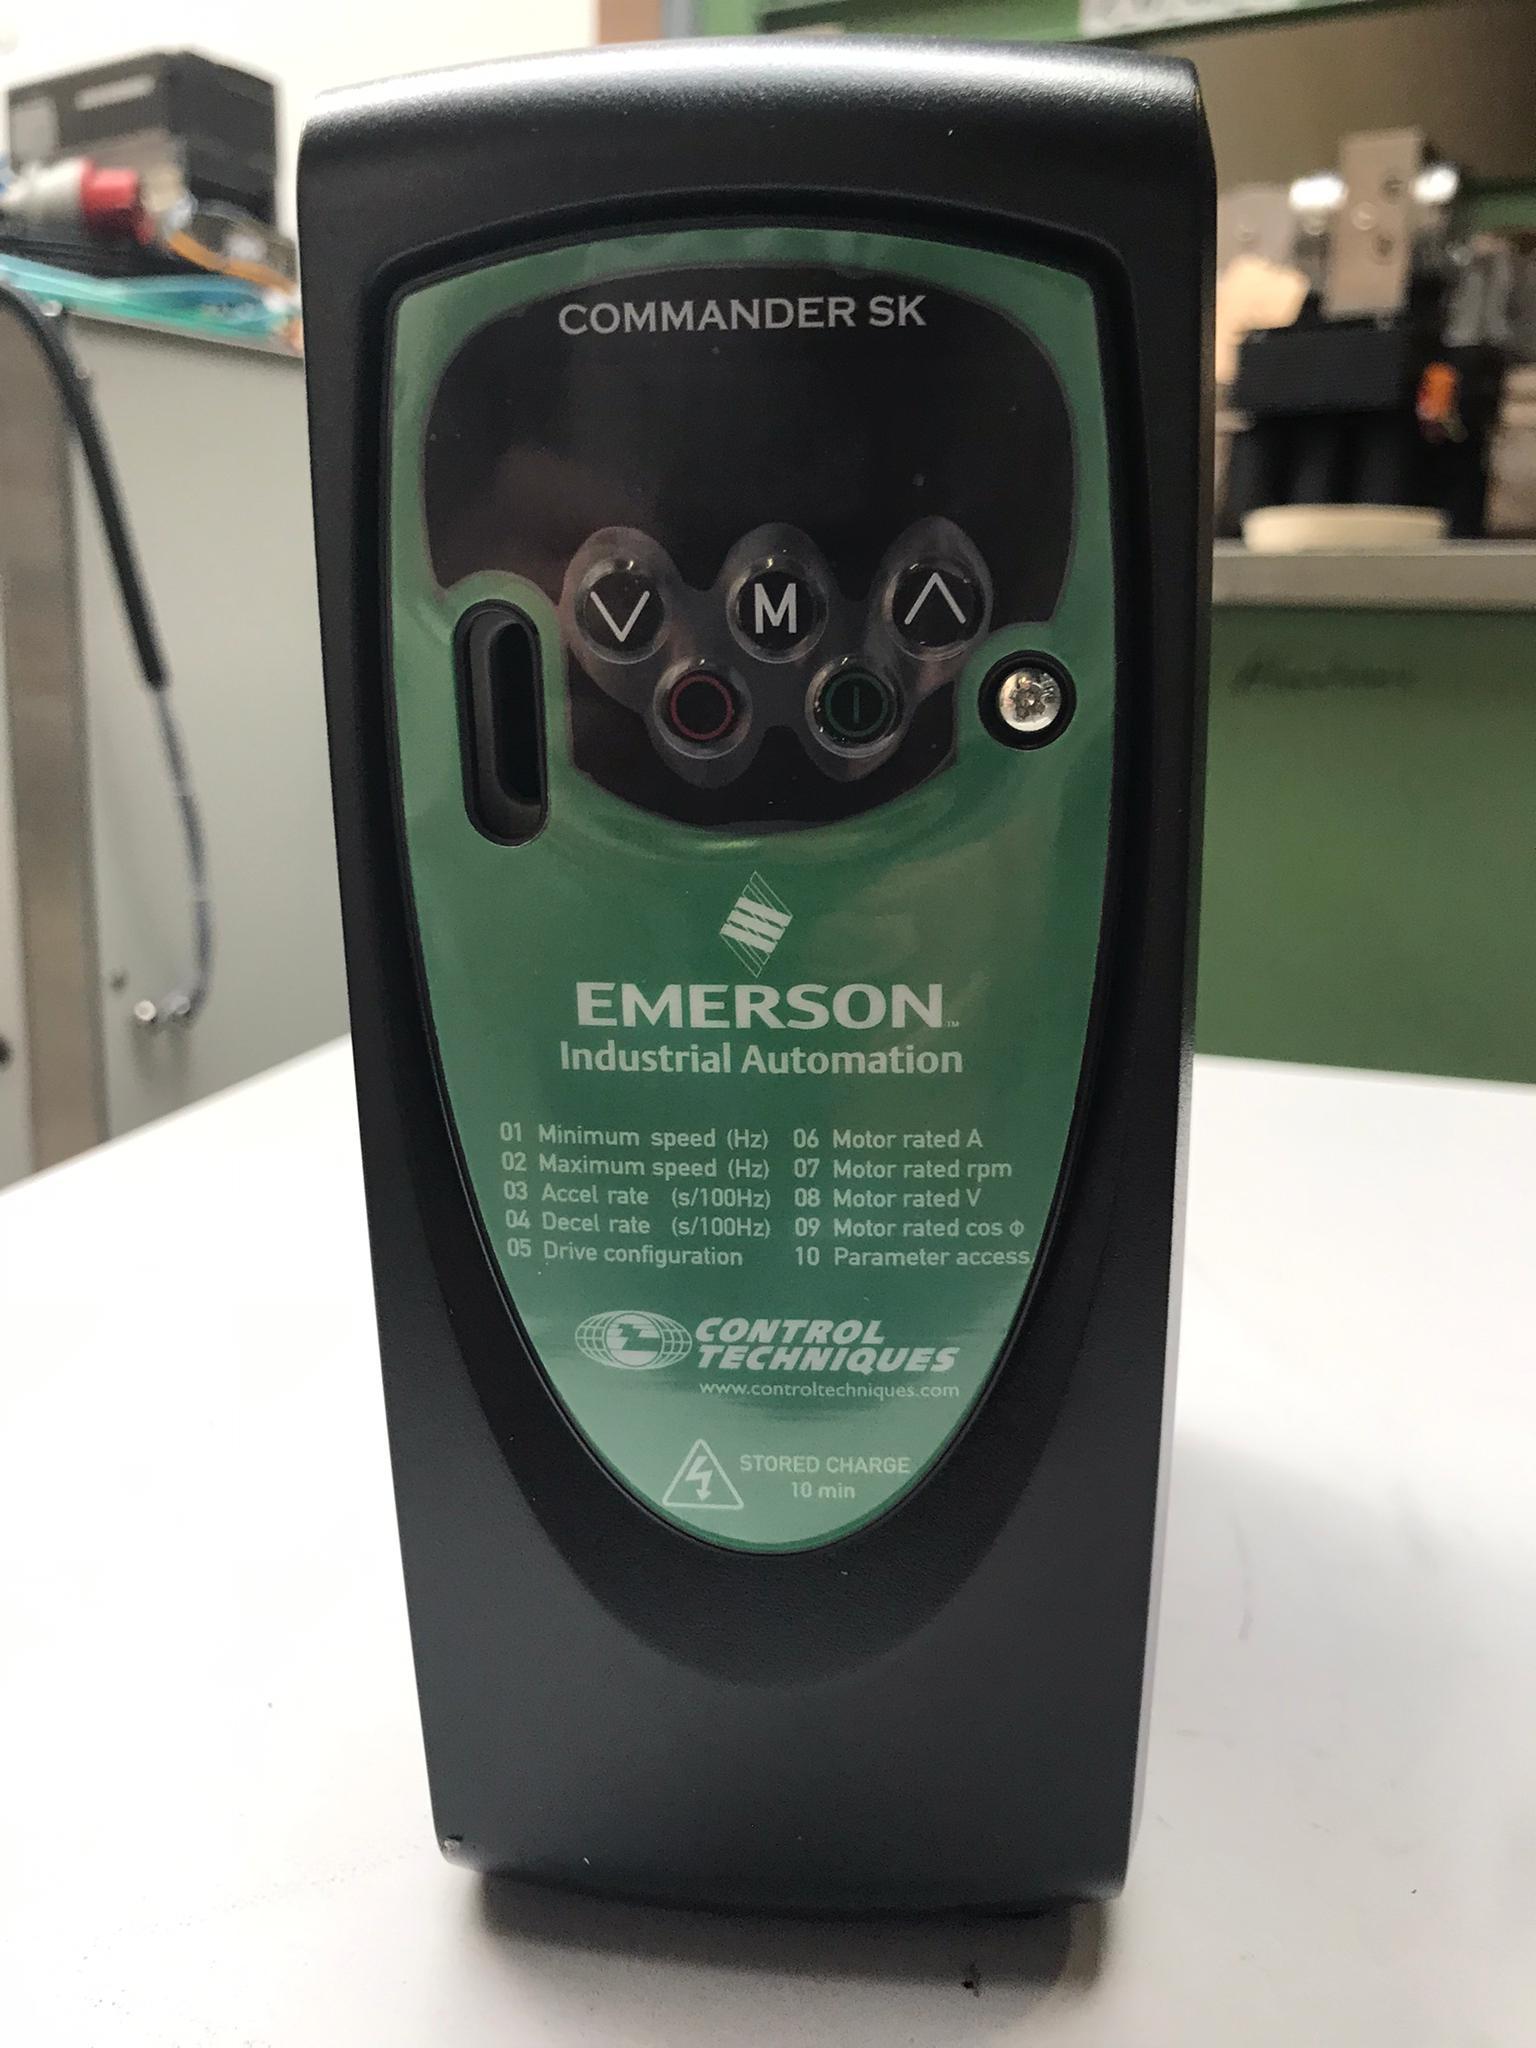 COMMANDER SK
M
EMERSON™
Industrial Automation
01 Minimum speed (Hz) 06 Motor rated A
02 Maximum speed (Hz) 07 Motor rated rpm
03 Accel rate (s/100Hz) 08 Motor rated V
04 Decel rate (s/100Hz) 09 Motor rated cos Φ
05 Drive configuration 10 Parameter access
CONTROL
TECHNIQUES
www.controltechniques.com
STORED CHARGE
10 min